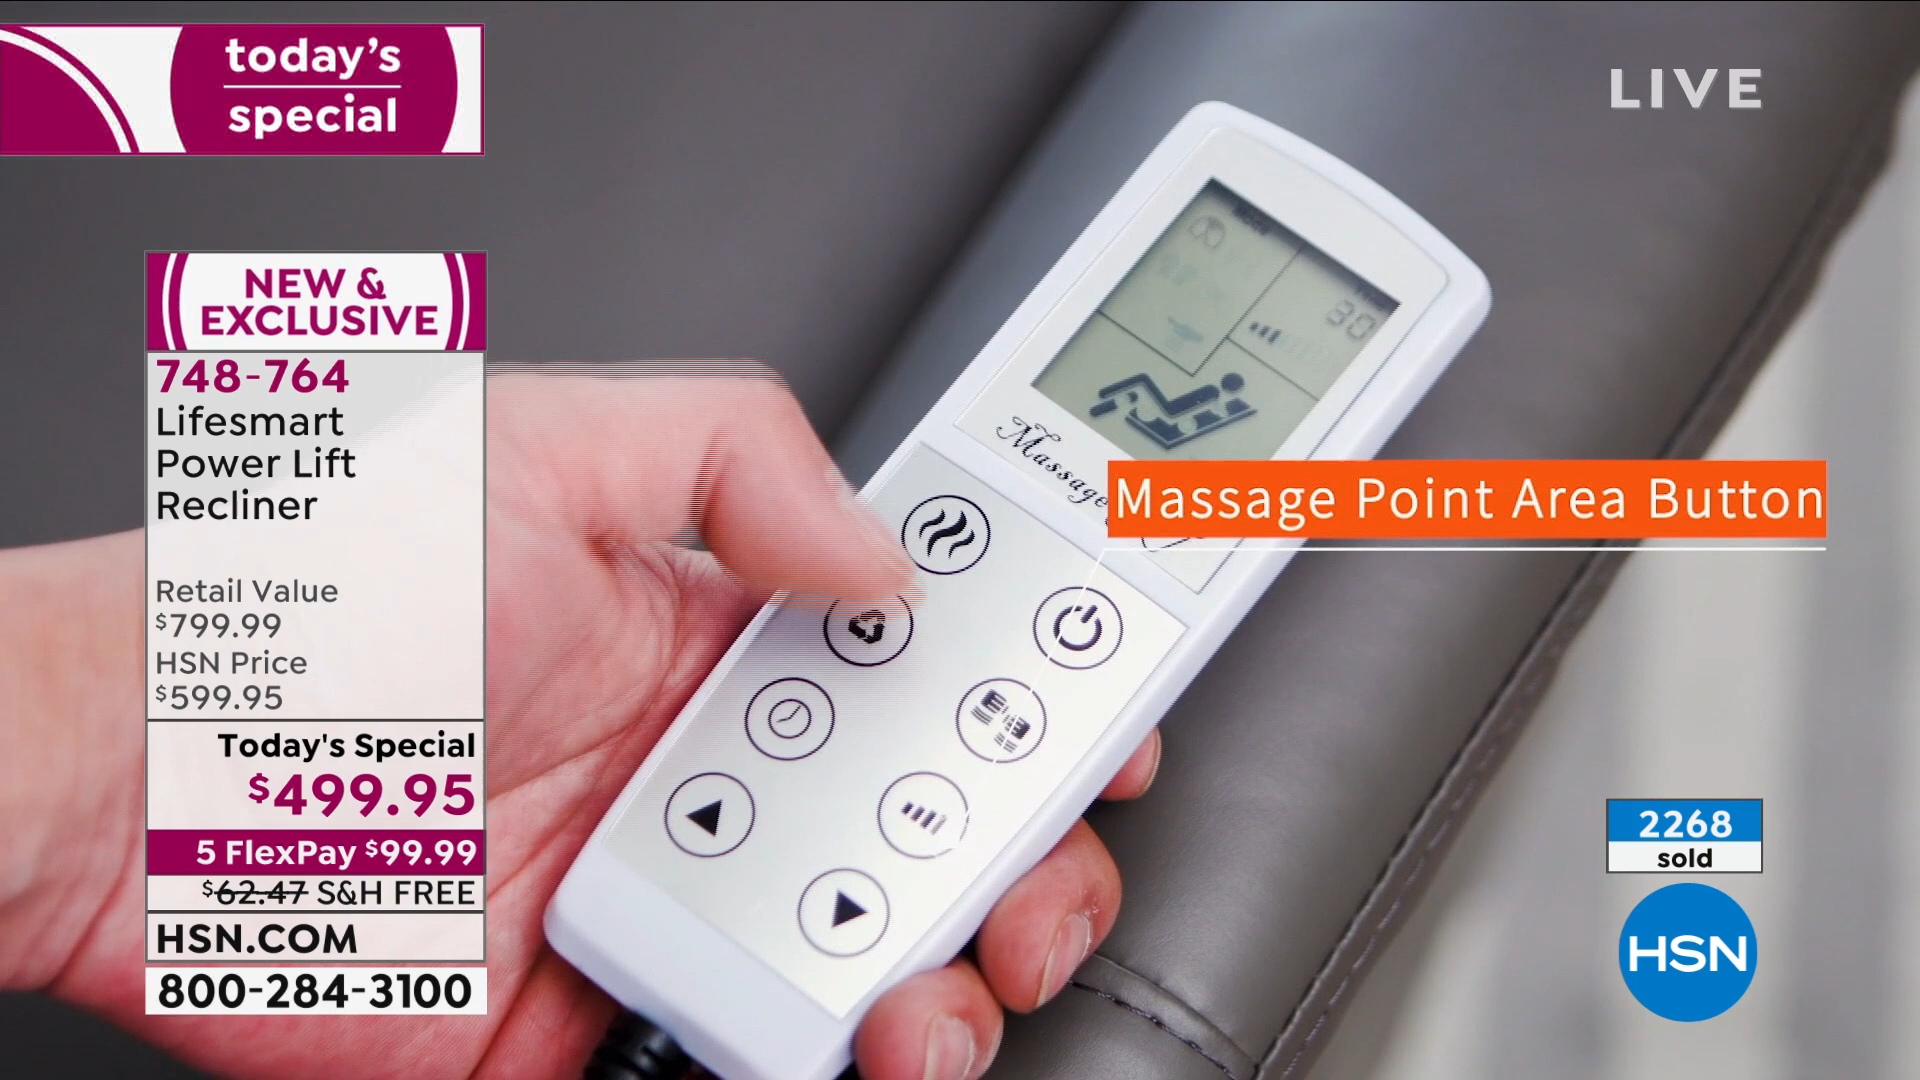 today's
special
LIVE
NEW &
EXCLUSIVE
748-764
Lifesmart
Power Lift
Recliner
Retail Value
$799.99
HSN Price
$599.95
Today's Special
$499.95
5 FlexPay $99.99
$62.47 S&H FREE
HSN.COM
800-284-3100
30
Massage
Massage Point Area Button
2268
sold
HSN